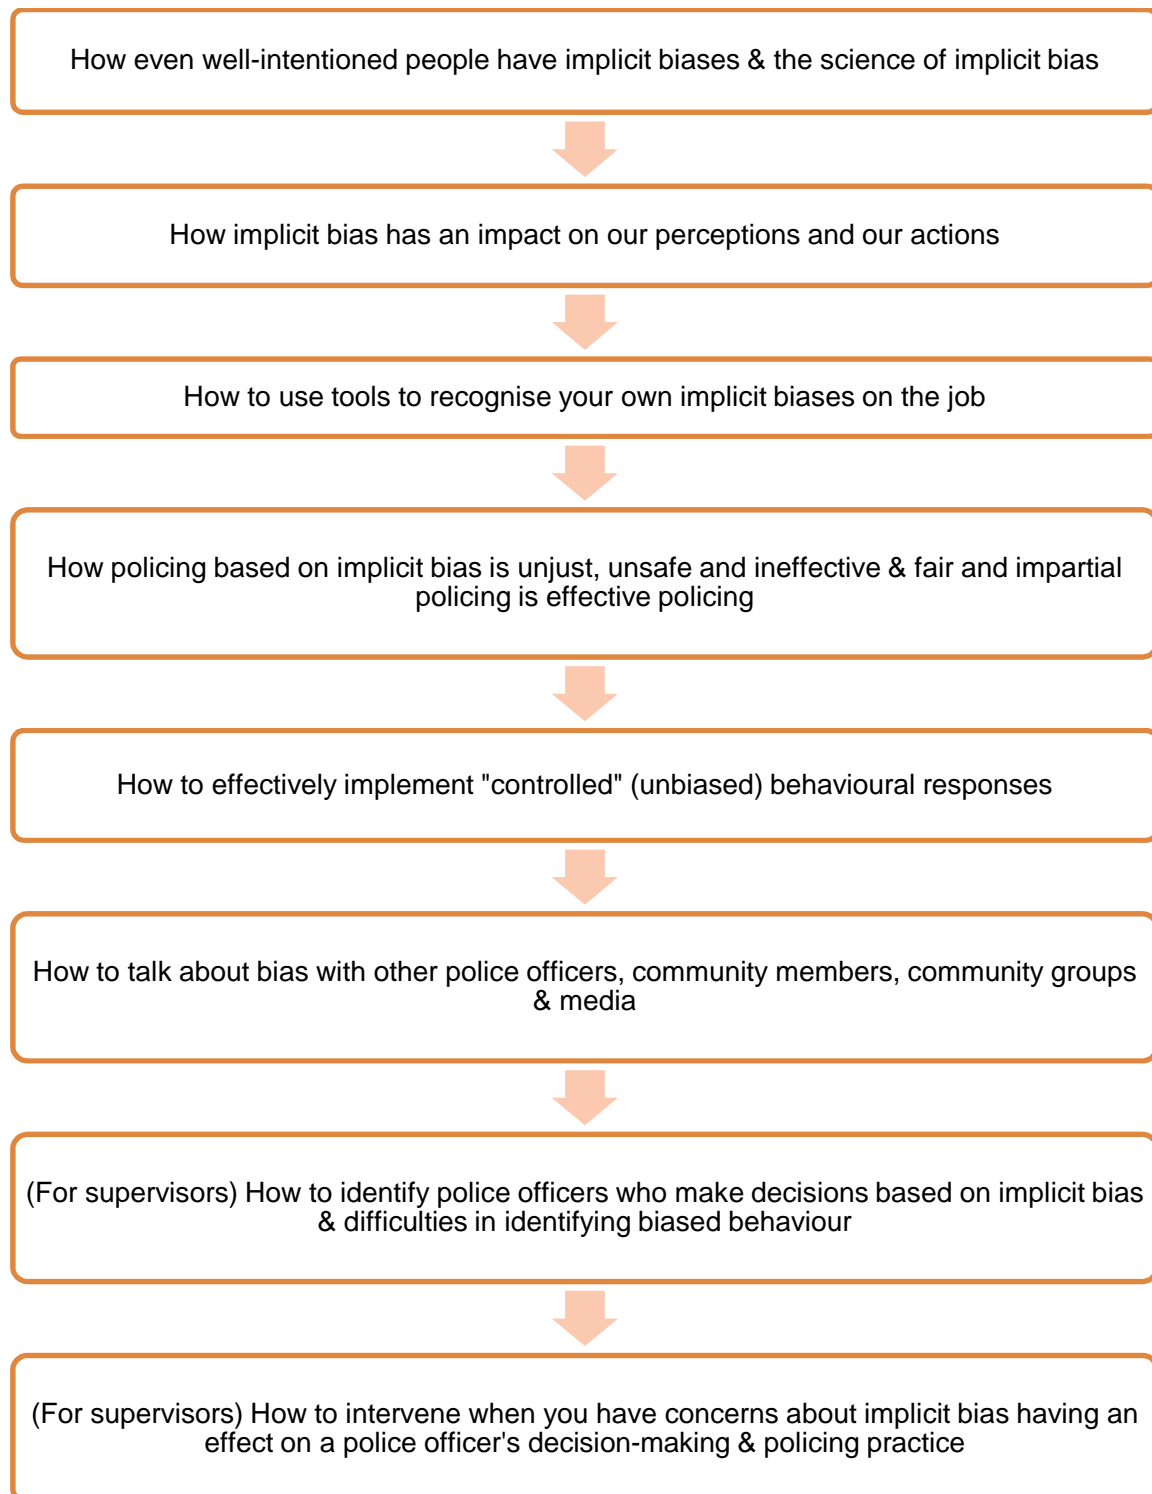 How even well-intentioned people have implicit biases & the science of implicit bias
How implicit bias has an impact on our perceptions and our actions
How to use tools to recognise your own implicit biases on the job
How policing based on implicit bias is unjust, unsafe and ineffective & fair and impartial
policing is effective policing
How to effectively implement "controlled" (unbiased) behavioural responses
How to talk about bias with other police officers, community members, community groups
& media
(For supervisors) How to identify police officers who make decisions based on implicit bias
& difficulties in identifying biased behaviour
(For supervisors) How to intervene when you have concerns about implicit bias having an
effect on a police officer's decision-making & policing practice